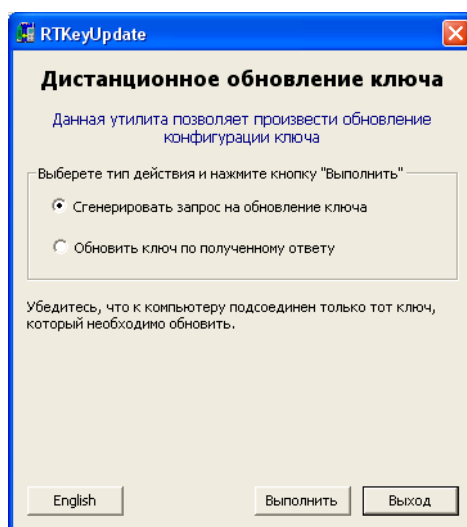 RTKeyUpdate
Дистанционное обновление ключа
Данная утилита позволяет произвести обновление
конфигурации ключа
Выберете тип действия и нажмите кнопку "Выполнить"
Сгенерировать запрос на обновление ключа
Обновить ключ по полученному ответу
Убедитесь, что к компьютеру подсоединен только тот ключ,
который необходимо обновить.
English Выполнить Выход